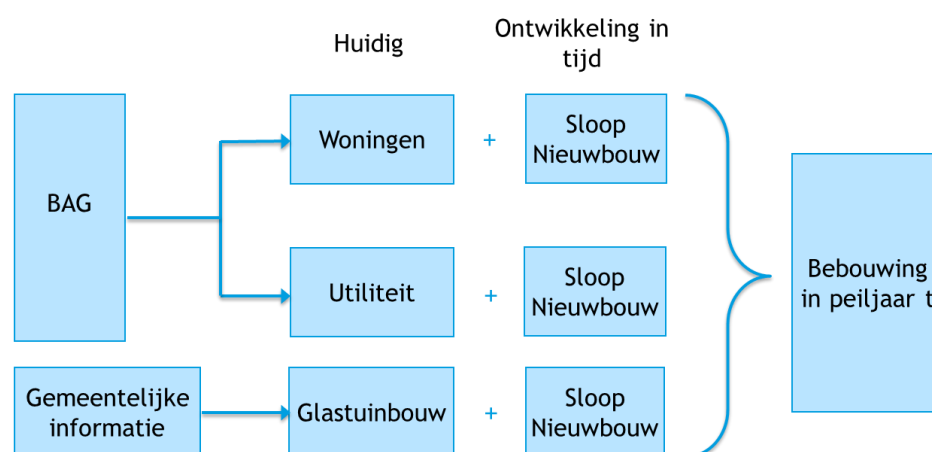 Huidig
Ontwikkeling in
tijd
BAG
Woningen
+
Sloop
Nieuwbouw
Utiliteit
+
Sloop
Nieuwbouw
Bebouwing
in peiljaar t
Gemeentelijke
informatie
Glastuinbouw
+
Sloop
Nieuwbouw